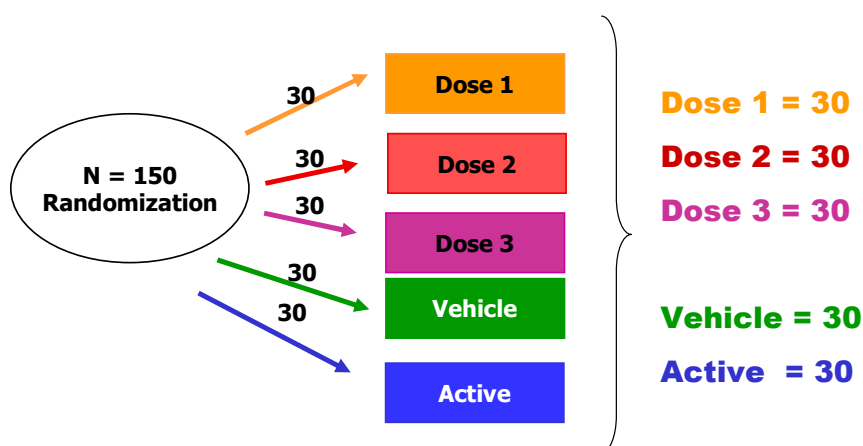 N = 150
Randomization
30
30
30
30
30
Dose 1
Dose 2
Dose 3
Vehicle
Active
Dose 1 = 30
Dose 2 = 30
Dose 3 = 30
Vehicle = 30
Active = 30